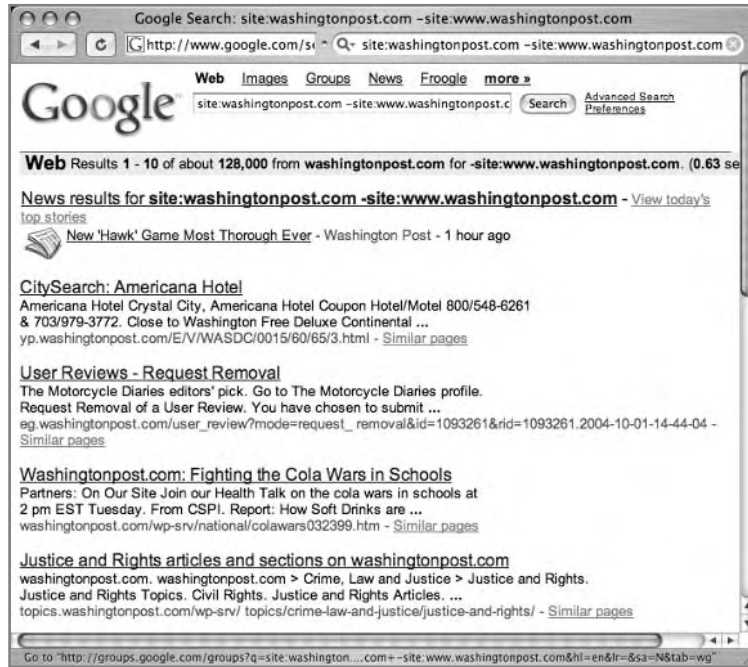 Google Search: site:washingtonpost.com –site:www.washingtonpost.com
http://www.google.com/se
site:washingtonpost.com –site:www.washingtonpost.com
Web Images Groups News Froogle more »
Google
site:washingtonpost.com –site:www.washingtonpost.c Search Advanced Search
Preferences
Web Results 1 - 10 of about 128,000 from washingtonpost.com for -site:www.washingtonpost.com. (0.63 se
News results for site:washingtonpost.com -site:www.washingtonpost.com - View today's
top stories
New 'Hawk' Game Most Thorough Ever - Washington Post - 1 hour ago
CitySearch: Americana Hotel
Americana Hotel Crystal City, Americana Hotel Coupon Hotel/Motel 800/548-6261
& 703/979-3772. Close to Washington Free Deluxe Continental ...
yp.washingtonpost.com/E/V/WASDC/0015/60/65/3.html - Similar pages
User Reviews - Request Removal
The Motorcycle Diaries editors' pick. Go to The Motorcycle Diaries profile.
Request Removal of a User Review. You have chosen to submit ...
eg.washingtonpost.com/user_review?mode=request_ removal&id=1093261&rid=1093261.2004-10-01-14-44-04 -
Similar pages
Washingtonpost.com: Fighting the Cola Wars in Schools
Partners: On Our Site Join our Health Talk on the cola wars in schools at
2 pm EST Tuesday. From CSPI. Report: How Soft Drinks are ...
washingtonpost.com/wp-srv/national/colawars032399.htm - Similar pages
Justice and Rights articles and sections on washingtonpost.com
washingtonpost.com. washingtonpost.com > Crime, Law and Justice > Justice and Rights.
Justice and Rights Topics. Civil Rights. Justice and Rights Articles. ...
topics.washingtonpost.com/wp-srv/ topics/crime-law-and-justice/justice-and-rights/ - Similar pages
Go to "http://groups.google.com/groups?q=site:washington....com+-site:www.washingtonpost.com&hl=en&lr=&sa=N&tab=wg"